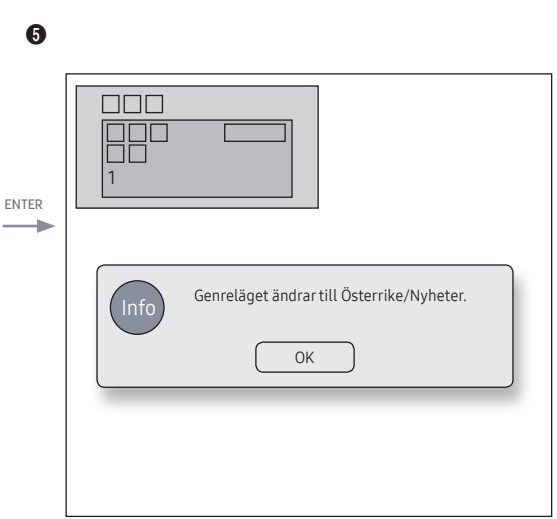 ❺
□□□
□□□
□□
1
ENTER
Info
Genreläget ändrar till Österrike/Nyheter.
OK